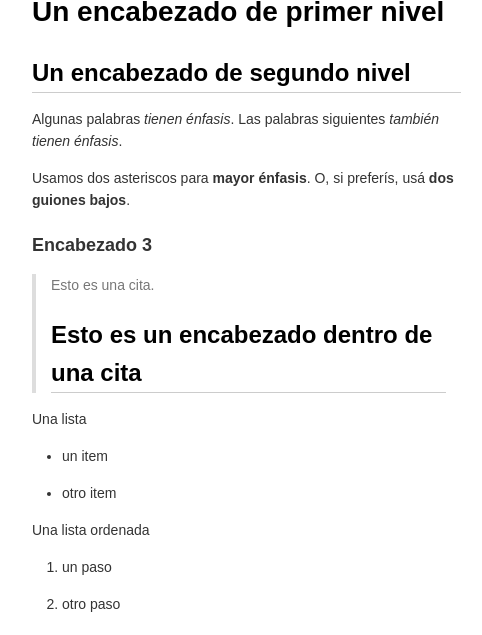 Un encabezado de primer nivel
Un encabezado de segundo nivel
Algunas palabras tienen énfasis. Las palabras siguientes también
tienen énfasis.
Usamos dos asteriscos para mayor énfasis. O, si preferís, usá dos
guiones bajos.
Encabezado 3
Esto es una cita.
Esto es un encabezado dentro de
una cita
Una lista
• un item
• otro item
Una lista ordenada
1. un paso
2. otro paso